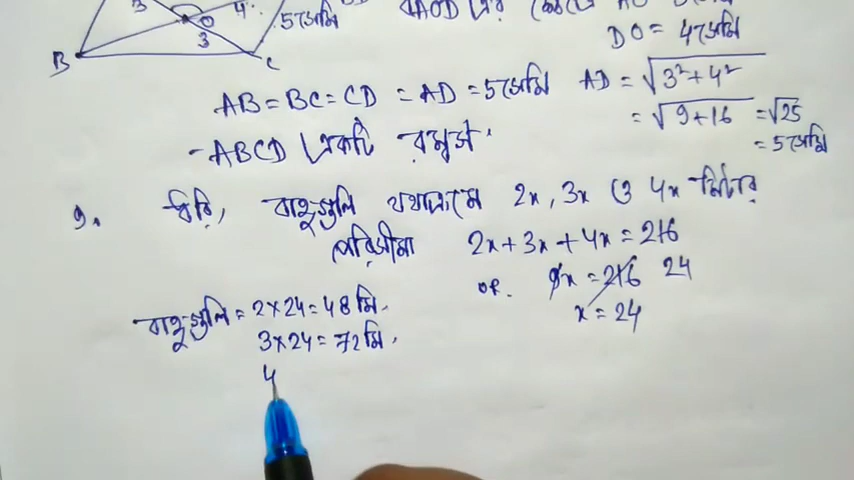 3 O 4 5সেমি
3
B C
DO = 4সেমি
AB = BC = CD = AD = 5সেমি AD = √3²+4²
= √9+16 = √25
= 5সেমি
ABCD একটি রম্বস
9. ধরি, বাহুগুলি যথাক্রমে 2x, 3x ও 4x মিটার
পরিসীমা 2x+3x+4x = 216
or. 9x = 216 24
x = 24
বাহুগুলি = 2×24 = 48 মি.
3×24 = 72 মি.
4